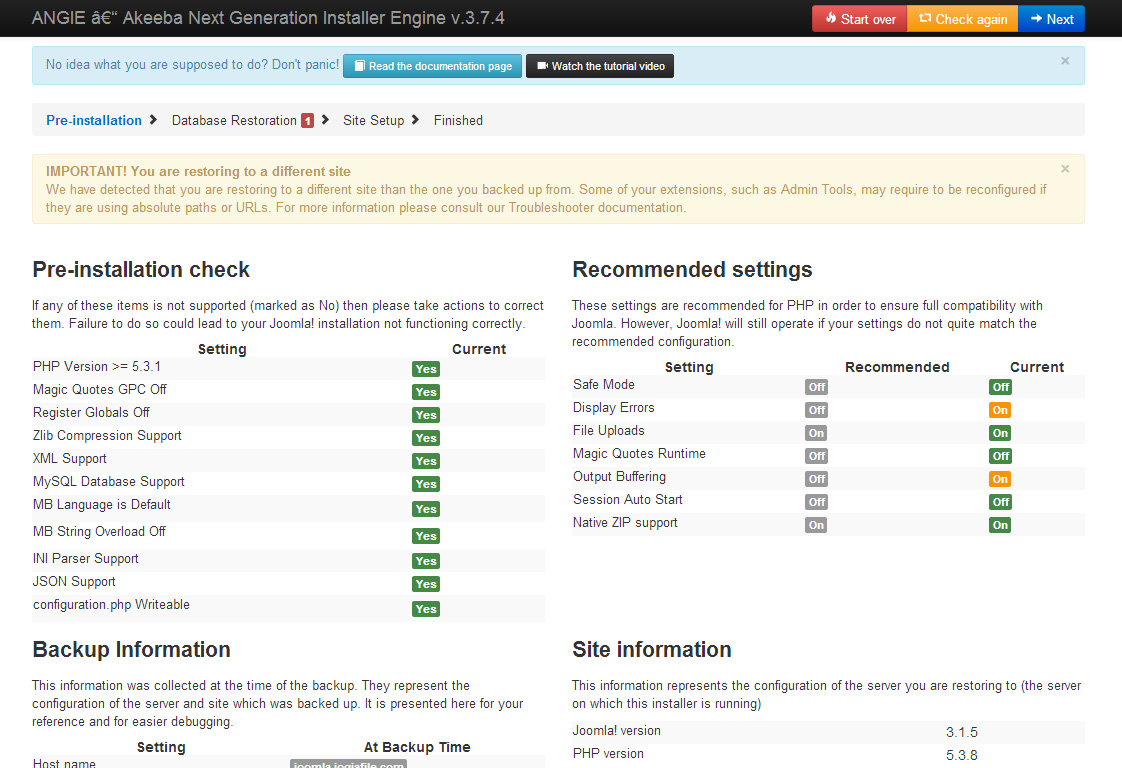 ANGIE â€“ Akeeba Next Generation Installer Engine v.3.7.4
Start over Check again Next
No idea what you are supposed to do? Don't panic! Read the documentation page Watch the tutorial video ×
Pre-installation Database Restoration 1 Site Setup Finished
IMPORTANT! You are restoring to a different site ×
We have detected that you are restoring to a different site than the one you backed up from. Some of your extensions, such as Admin Tools, may require to be reconfigured if
they are using absolute paths or URLs. For more information please consult our Troubleshooter documentation.
Pre-installation check
If any of these items is not supported (marked as No) then please take actions to correct
them. Failure to do so could lead to your Joomla! installation not functioning correctly.
Setting Current
PHP Version >= 5.3.1 Yes
Magic Quotes GPC Off Yes
Register Globals Off Yes
Zlib Compression Support Yes
XML Support Yes
MySQL Database Support Yes
MB Language is Default Yes
MB String Overload Off Yes
INI Parser Support Yes
JSON Support Yes
configuration.php Writeable Yes
Recommended settings
These settings are recommended for PHP in order to ensure full compatibility with
Joomla. However, Joomla! will still operate if your settings do not quite match the
recommended configuration.
Setting Recommended Current
Safe Mode Off Off
Display Errors Off On
File Uploads On On
Magic Quotes Runtime Off Off
Output Buffering Off On
Session Auto Start Off Off
Native ZIP support On On
Backup Information
This information was collected at the time of the backup. They represent the
configuration of the server and site which was backed up. It is presented here for your
reference and for easier debugging.
Setting At Backup Time
Host name
Site information
This information represents the configuration of the server you are restoring to (the server
on which this installer is running)
Joomla! version 3.1.5
PHP version 5.3.8